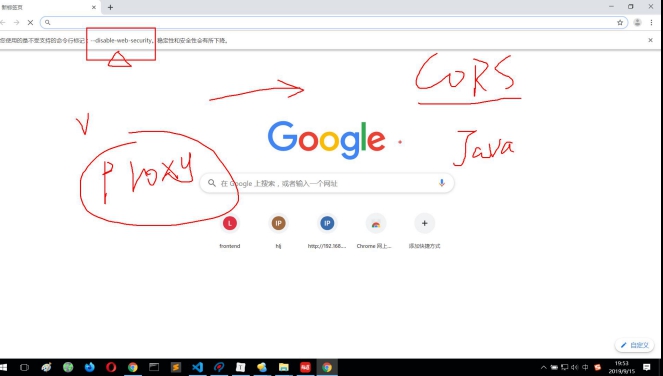 新标签页
您使用的是不受支持的命令行标记：--disable-web-security。稳定性和安全性会有所下降。
CORS
Google
Java
Proxy
在 Google 上搜索，或者输入一个网址
L
IP
IP
frontend
hlj
http://192.168....
Chrome 网上...
添加快捷方式
自定义
19:53
2019/9/15